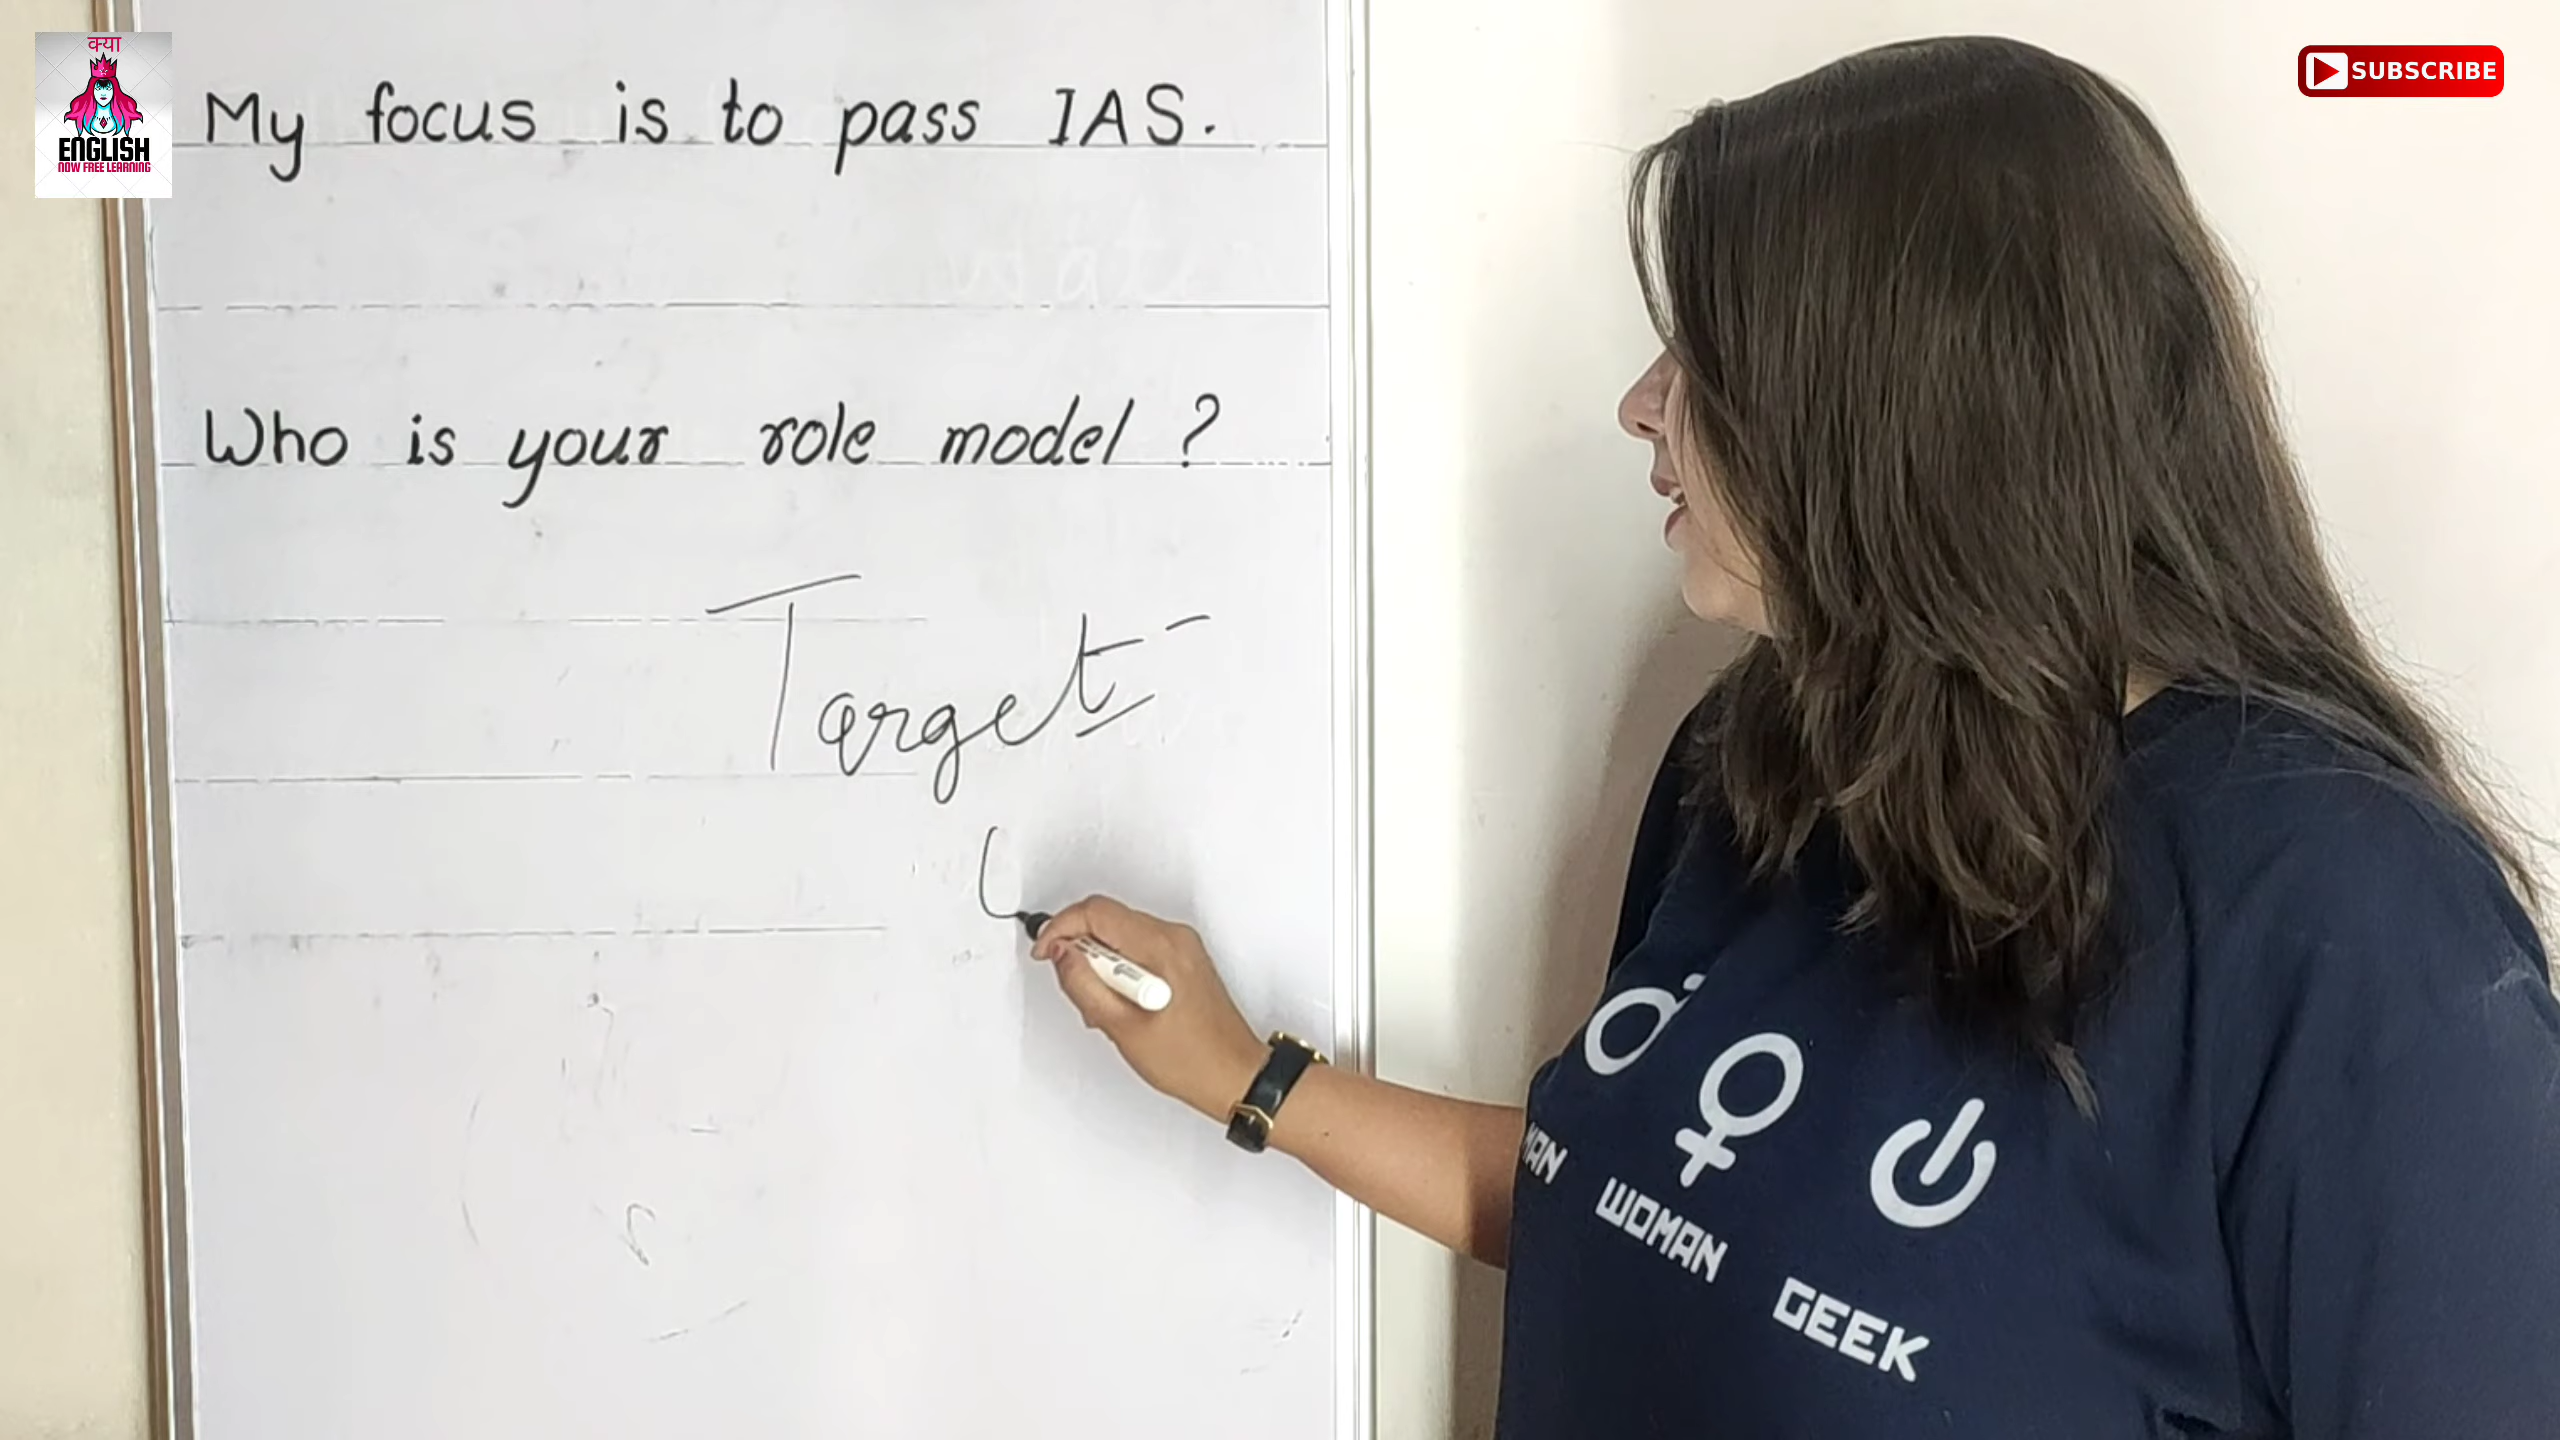 क्या
ENGLISH
NOW FREE LEARNING
SUBSCRIBE
My focus is to pass IAS.
Who is your role model ?
Target
MAN WOMAN GEEK